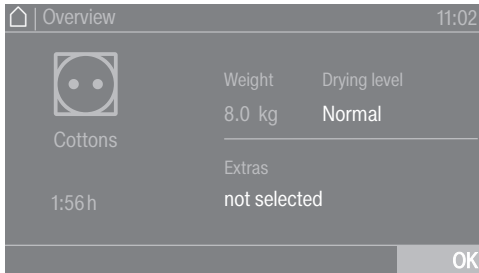 | Overview 11:02
Weight Drying level
8.0 kg Normal
Cottons
Extras
1:56 h not selected
OK